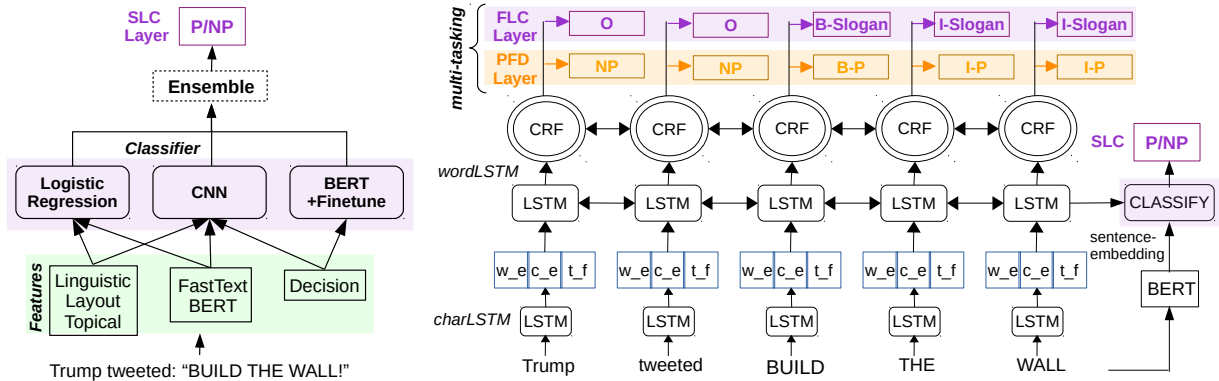 SLC
Layer
P/NP
Ensemble
Classifier
Logistic
Regression
CNN
BERT
+Finetune
Features
Linguistic
Layout
Topical
FastText
BERT
Decision
Trump tweeted: “BUILD THE WALL!”
multi-tasking
FLC
Layer
O O B-Slogan I-Slogan I-Slogan
PFD
Layer
NP NP B-P I-P I-P
CRF CRF CRF CRF CRF
wordLSTM
LSTM LSTM LSTM LSTM LSTM
w_e c_e t_f w_e c_e t_f w_e c_e t_f w_e c_e t_f w_e c_e t_f
charLSTM
LSTM LSTM LSTM LSTM LSTM
Trump tweeted BUILD THE WALL
SLC P/NP
CLASSIFY
sentence-
embedding
BERT